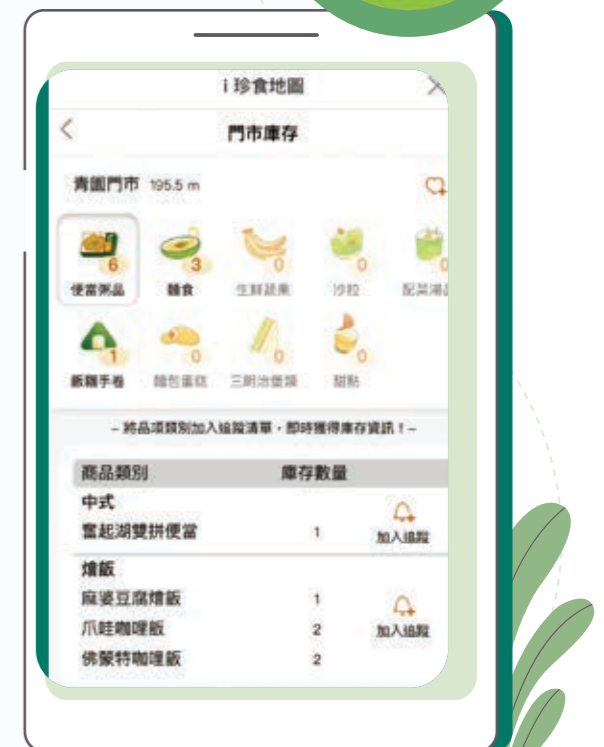 i 珍食地圖
門市庫存
青園門市 195.5 m
6 3 0 0 0
便當粥品 麵食 生鮮蔬果 沙拉 配菜湯品
1 0 0 0
飯糰手卷 麵包蛋糕 三明治堡類 甜點
– 將品項類別加入追蹤清單，即時獲得庫存資訊！–
商品類別 庫存數量
中式
奮起湖雙拼便當 1 加入追蹤
燴飯
麻婆豆腐燴飯 1
爪哇咖哩飯 2 加入追蹤
佛蒙特咖哩飯 2